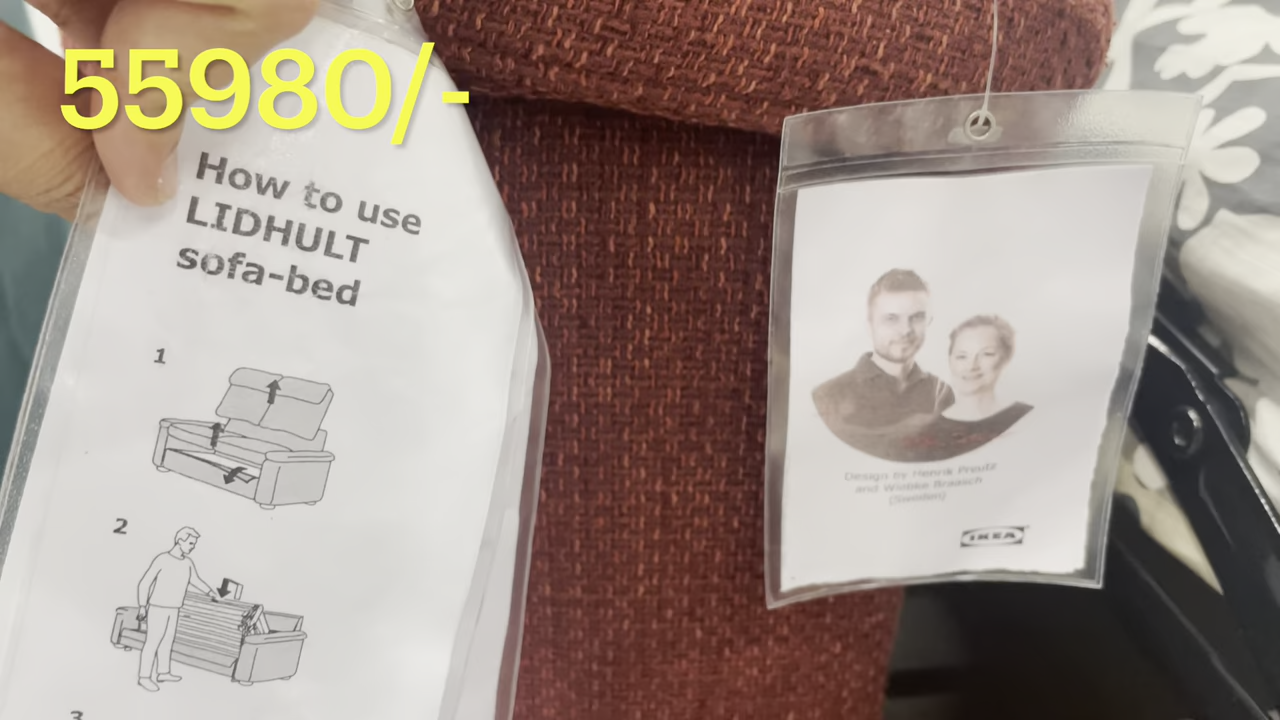 55980/-
How to use
LIDHULT
sofa-bed
1
2
3
Design by Henrik Preutz
and Wiebke Braasch
(Sweden)
IKEA